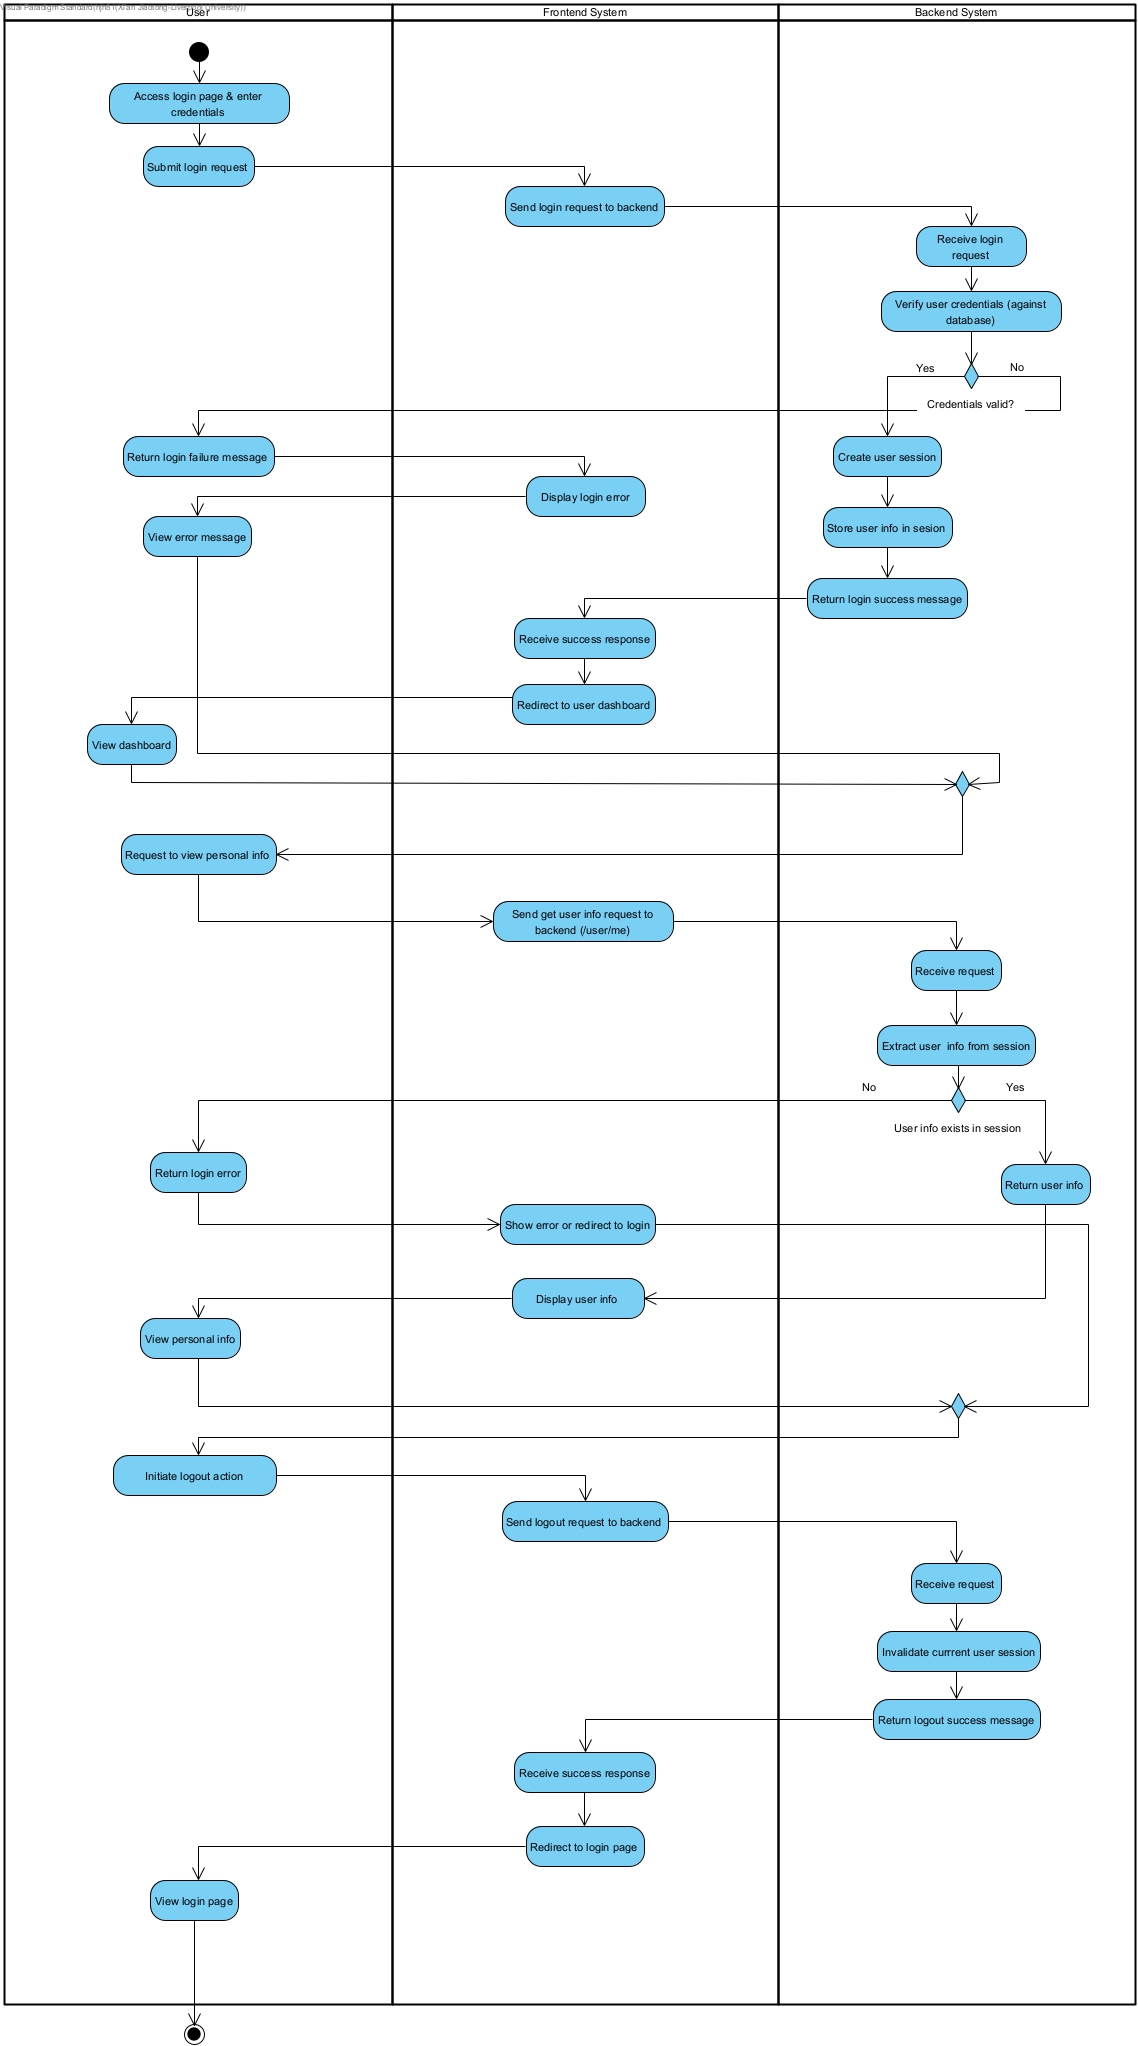 Visual Paradigm Standard(njria1(Xi'an Jiaotong-Liverpool University))
User
Frontend System
Backend System
Access login page & enter
credentials
Submit login request
Send login request to backend
Receive login
request
Verify user credentials (against
database)
Yes
No
Credentials valid?
Return login failure message
Create user session
Display login error
Store user info in sesion
View error message
Return login success message
Receive success response
Redirect to user dashboard
View dashboard
Request to view personal info
Send get user info request to
backend (/user/me)
Receive request
Extract user  info from session
No
Yes
User info exists in session
Return login error
Return user info
Show error or redirect to login
Display user info
View personal info
Initiate logout action
Send logout request to backend
Receive request
Invalidate currrent user session
Return logout success message
Receive success response
Redirect to login page
View login page